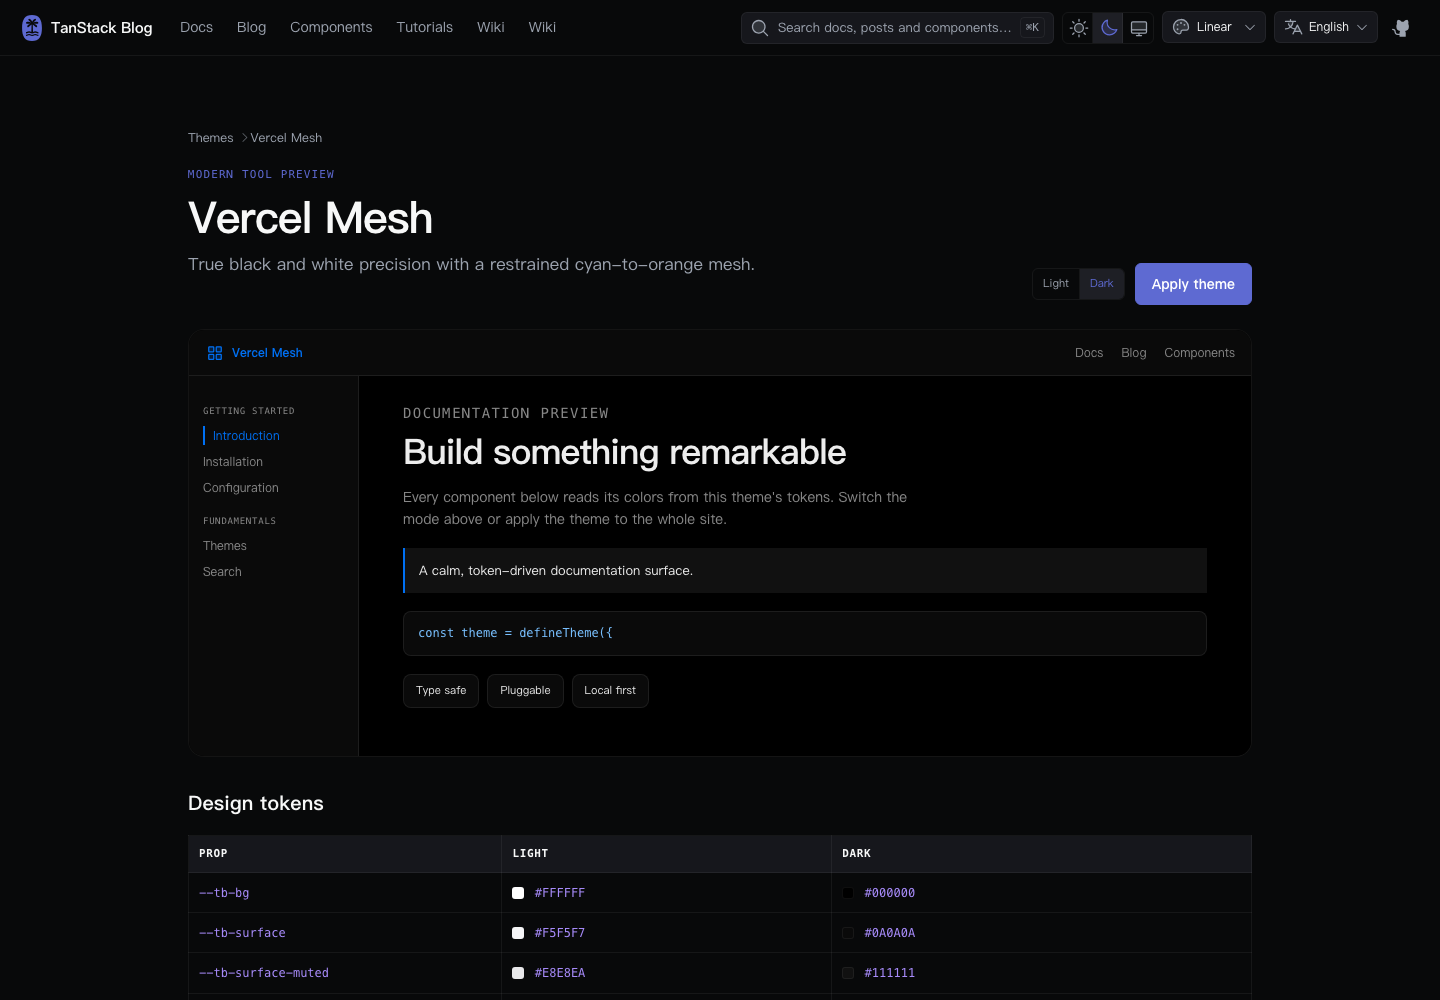 TanStack Blog
Docs
Blog
Components
Tutorials
Wiki
Wiki
Search docs, posts and components...
⌘K
Linear
English
Themes
Vercel Mesh
MODERN TOOL PREVIEW
Vercel Mesh
True black and white precision with a restrained cyan-to-orange mesh.
Light
Dark
Apply theme
Vercel Mesh
Docs
Blog
Components
GETTING STARTED
Introduction
Installation
Configuration
FUNDAMENTALS
Themes
Search
DOCUMENTATION PREVIEW
Build something remarkable
Every component below reads its colors from this theme's tokens. Switch the
mode above or apply the theme to the whole site.
A calm, token-driven documentation surface.
const theme = defineTheme({
Type safe
Pluggable
Local first
Design tokens
PROP
LIGHT
DARK
--tb-bg
#FFFFFF
#000000
--tb-surface
#F5F5F7
#0A0A0A
--tb-surface-muted
#E8E8EA
#111111